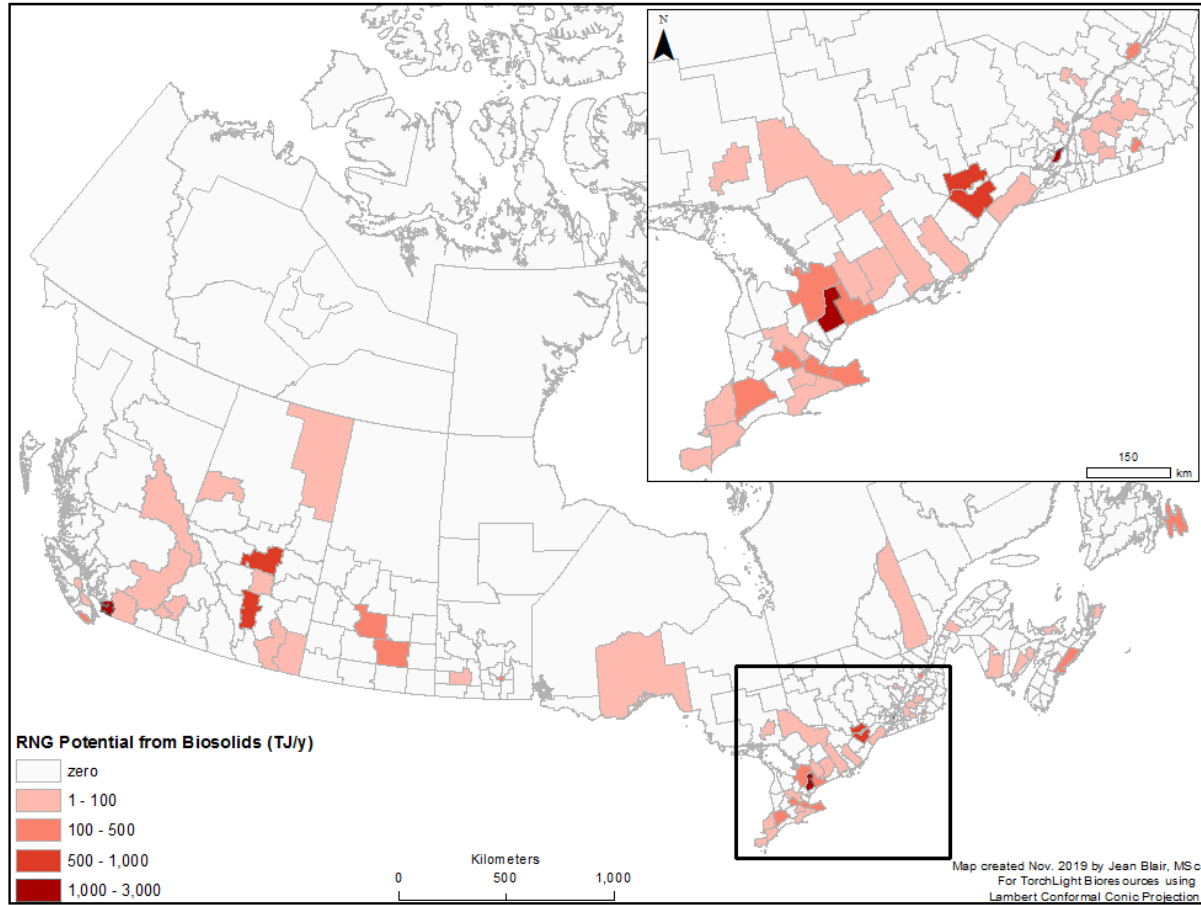 N
150
km
RNG Potential from Biosolids (TJ/y)
zero
1 - 100
100 - 500
500 - 1,000
1,000 - 3,000
Kilometers
0 500 1,000
Map created Nov. 2019 by Jean Blair, MSc
For TorchLight Bioresources using
Lambert Conformal Conic Projection